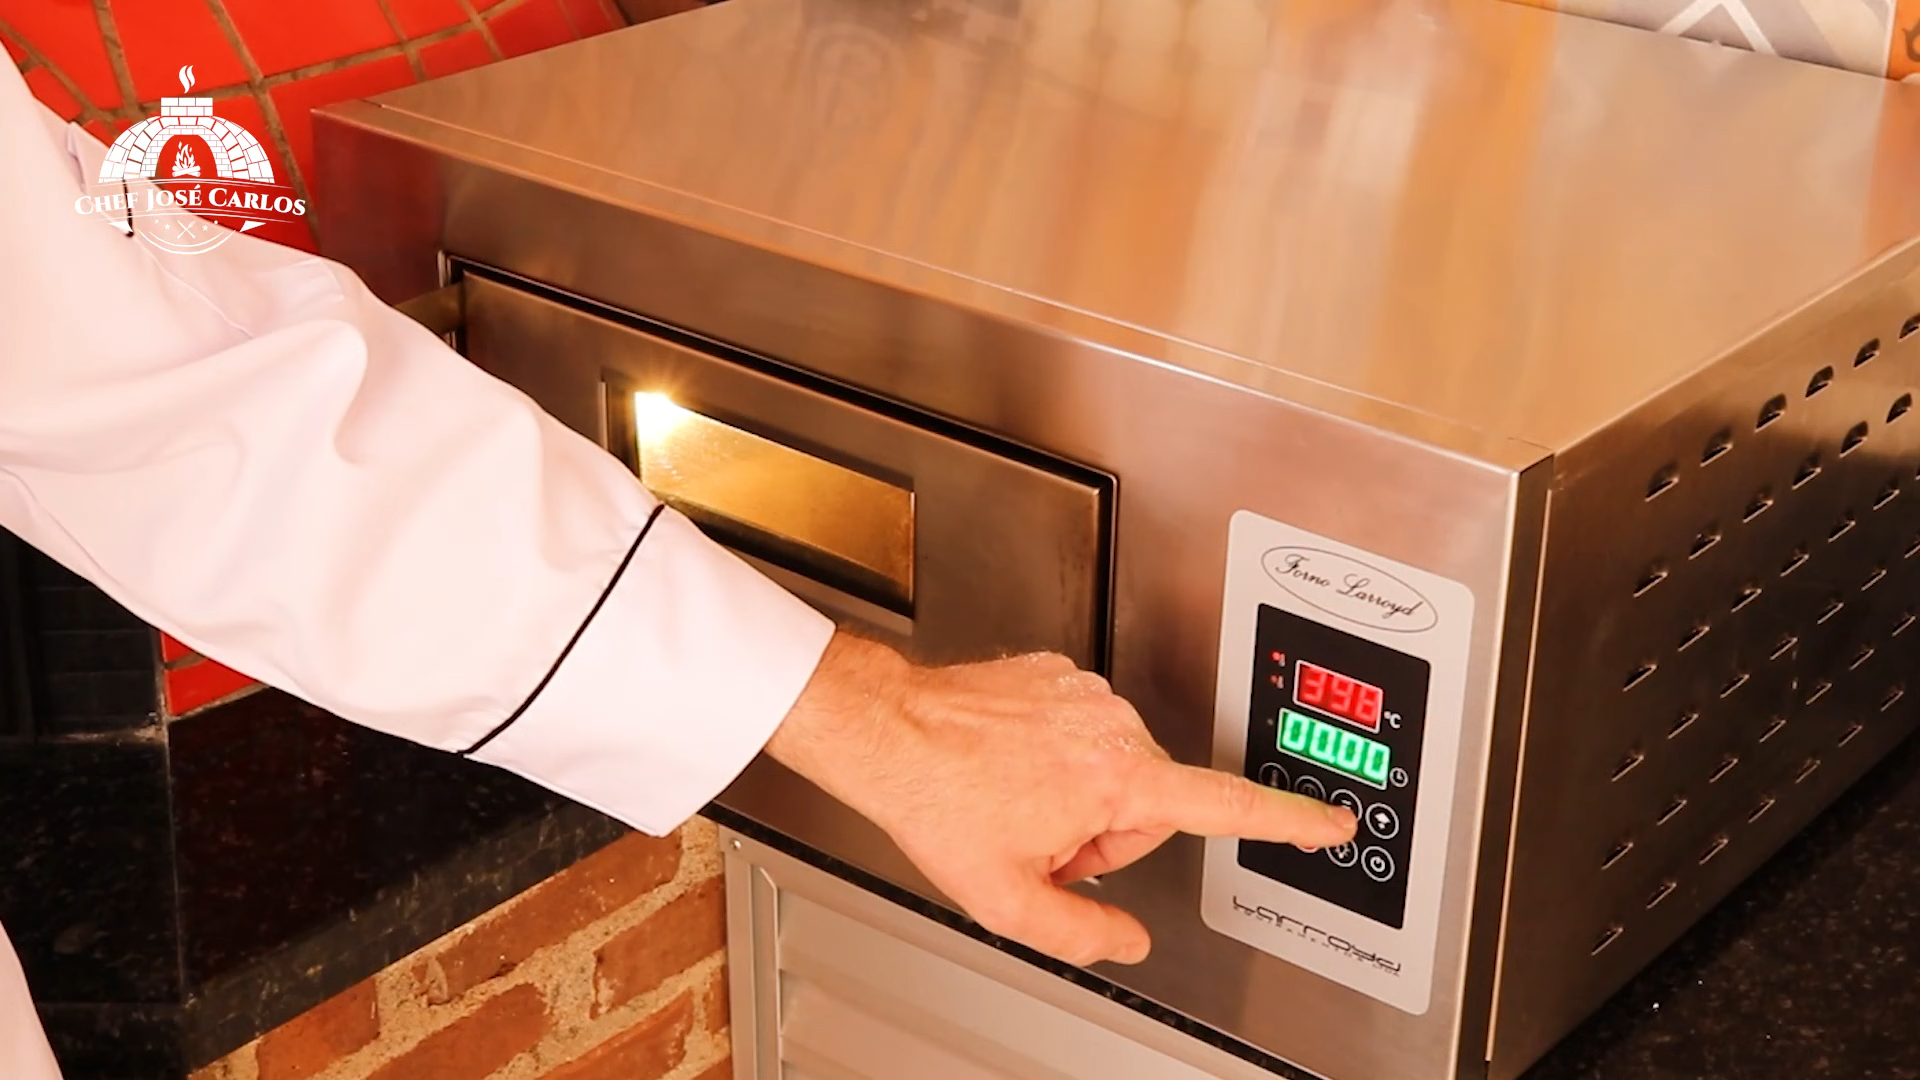 CHEF JOSÉ CARLOS
Forno Larroyd
398
°C
00:00
Larroyd